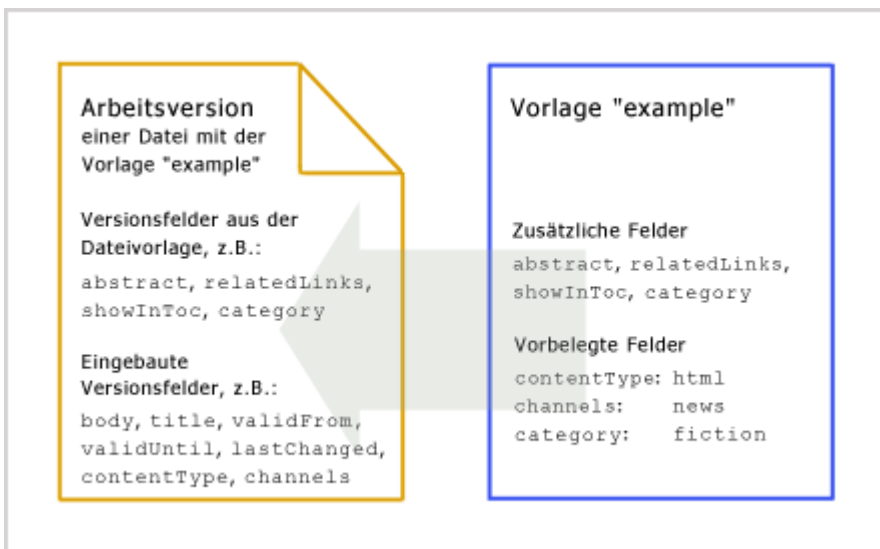 Arbeitsversion
einer Datei mit der
Vorlage "example"
Versionsfelder aus der
Dateivorlage, z.B.:
abstract, relatedLinks,
showInToc, category
Eingebaute
Versionsfelder, z.B.:
body, title, validFrom,
validUntil, lastChanged,
contentType, channels
Vorlage "example"
Zusätzliche Felder
abstract, relatedLinks,
showInToc, category
Vorbelegte Felder
contentType: html
channels: news
category: fiction